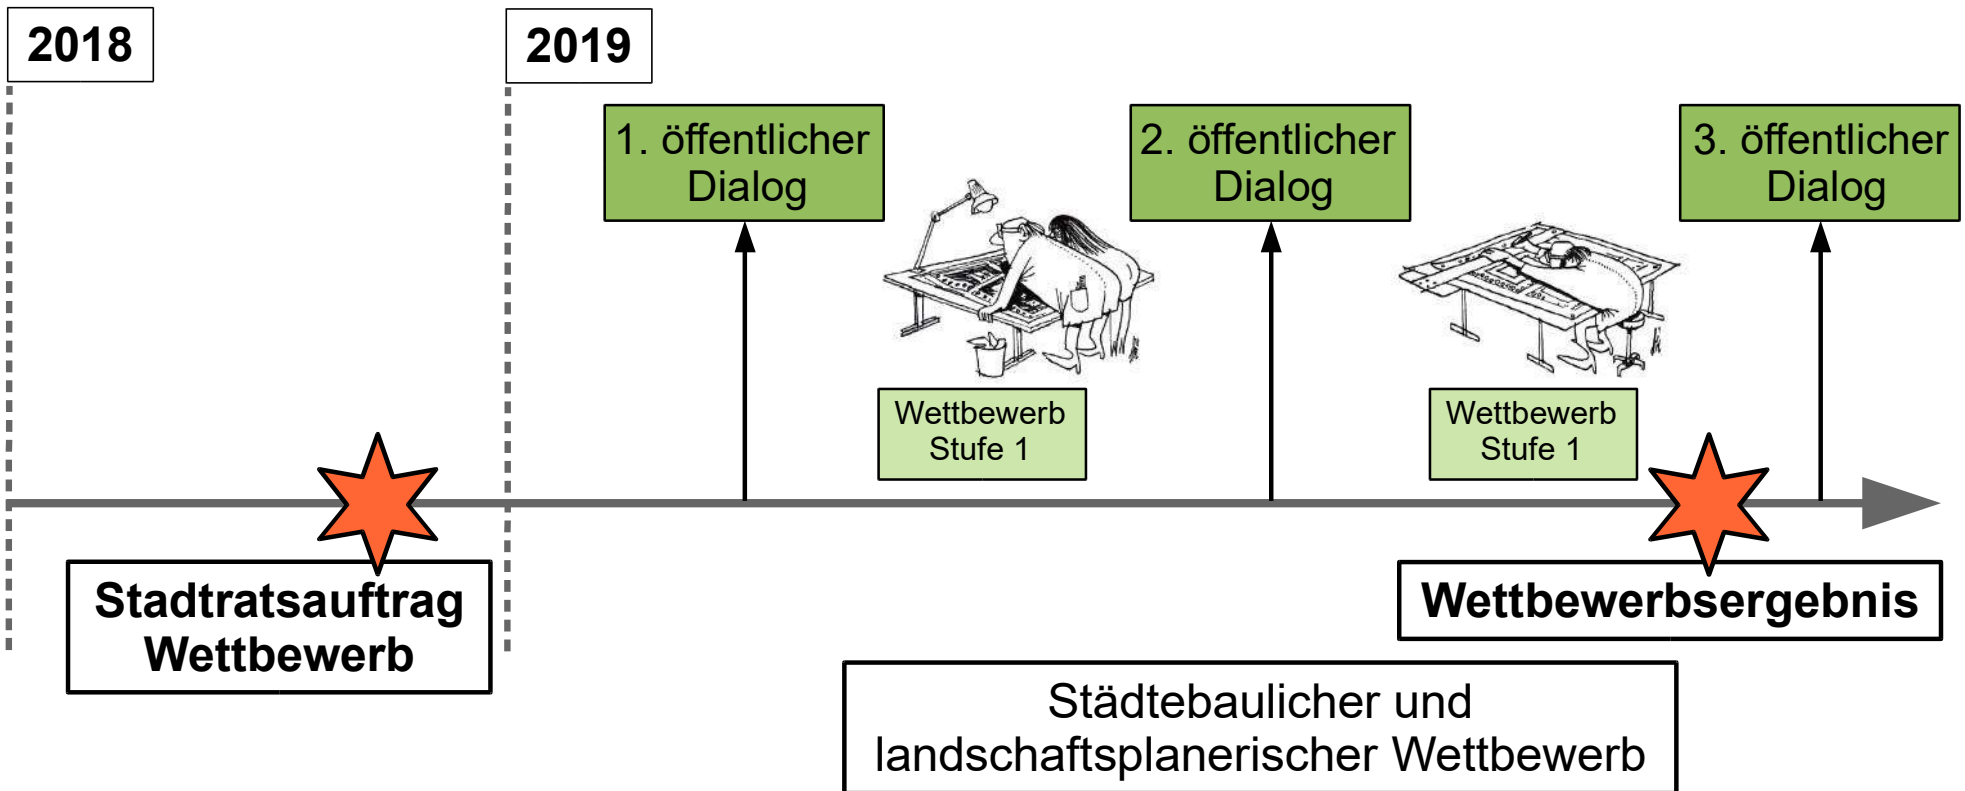 2018
2019
1. öffentlicher
Dialog
2. öffentlicher
Dialog
3. öffentlicher
Dialog
Wettbewerb
Stufe 1
Wettbewerb
Stufe 1
Stadtratsauftrag
Wettbewerb
Wettbewerbsergebnis
Städtebaulicher und
landschaftsplanerischer Wettbewerb